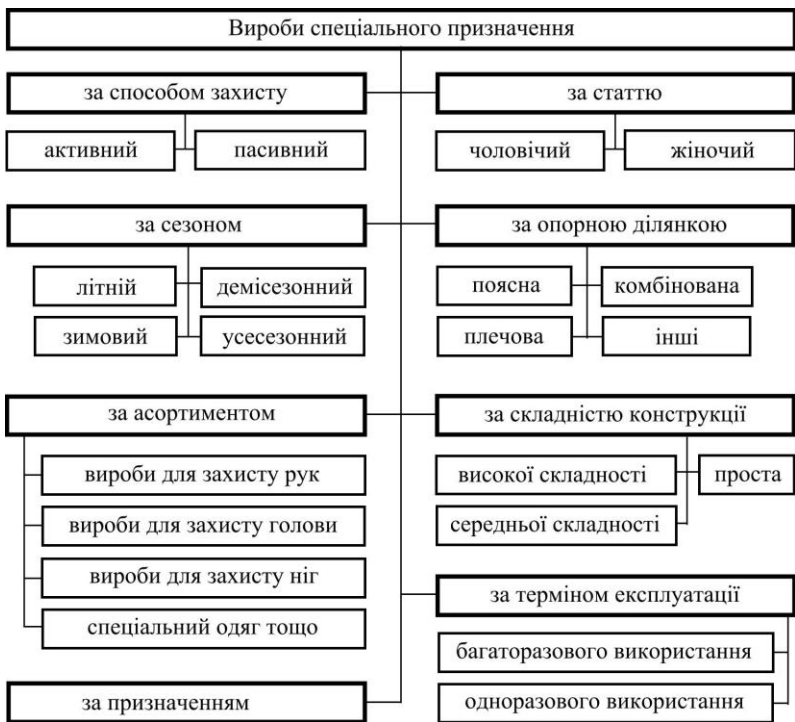 Вироби спеціального призначення
за способом захисту
активний
пасивний
за статтю
чоловічий
жіночий
за сезоном
літній
демісезонний
зимовий
усесезонний
за опорною ділянкою
поясна
комбінована
плечова
інші
за асортиментом
вироби для захисту рук
вироби для захисту голови
вироби для захисту ніг
спеціальний одяг тощо
за складністю конструкції
високої складності
проста
середньої складності
за терміном експлуатації
багаторазового використання
одноразового використання
за призначенням